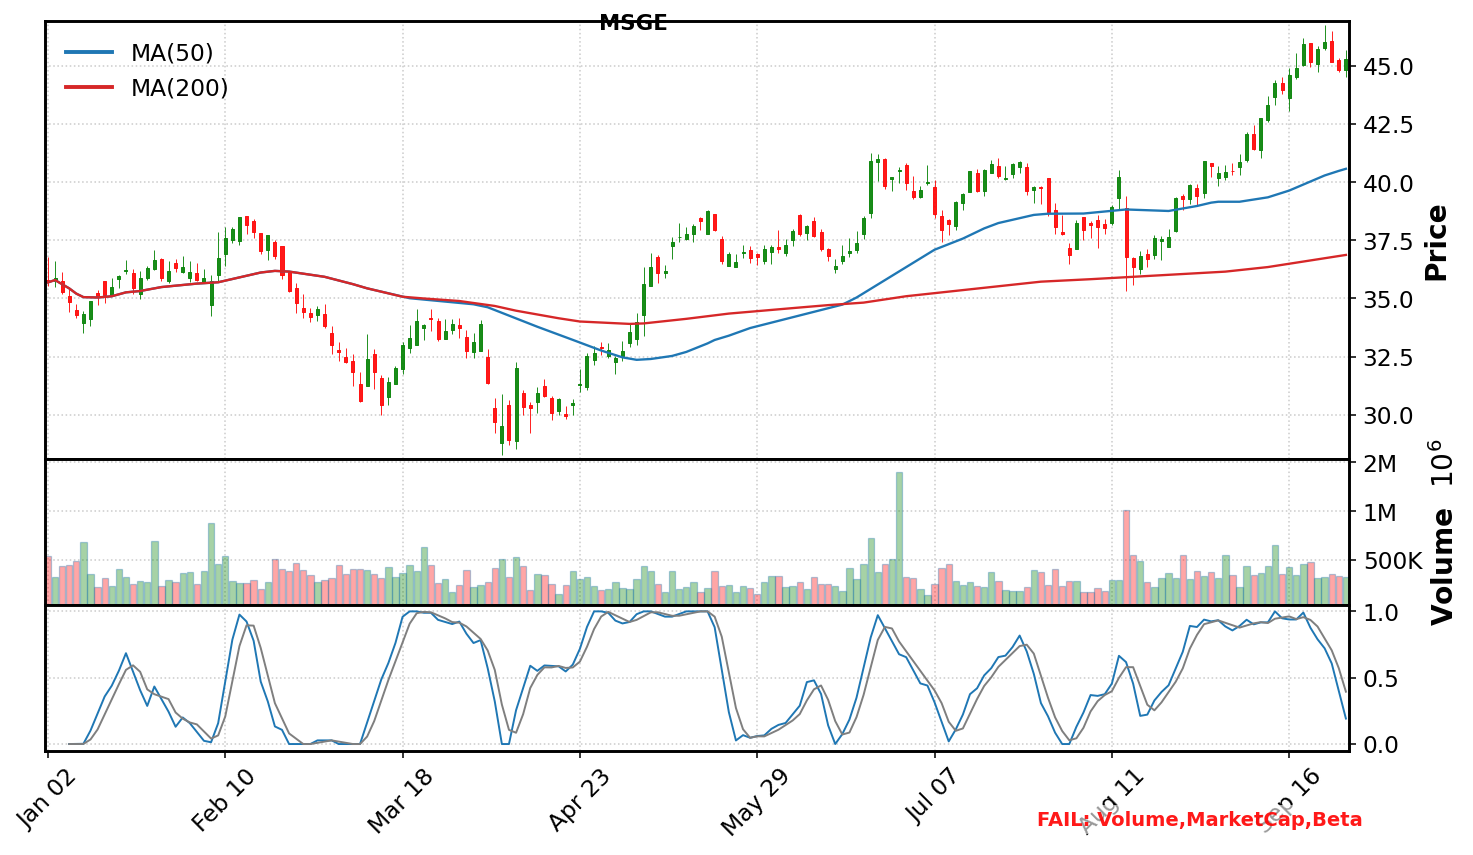 MSGE
MA(50)
MA(200)
45.0
42.5
40.0
37.5
35.0
32.5
30.0
Price
2M
1M
500K
Volume 10^6
1.0
0.5
0.0
Jan 02
Feb 10
Mar 18
Apr 23
May 29
Jul 07
Aug 11
Sep 16
FAIL: Volume,MarketCap,Beta